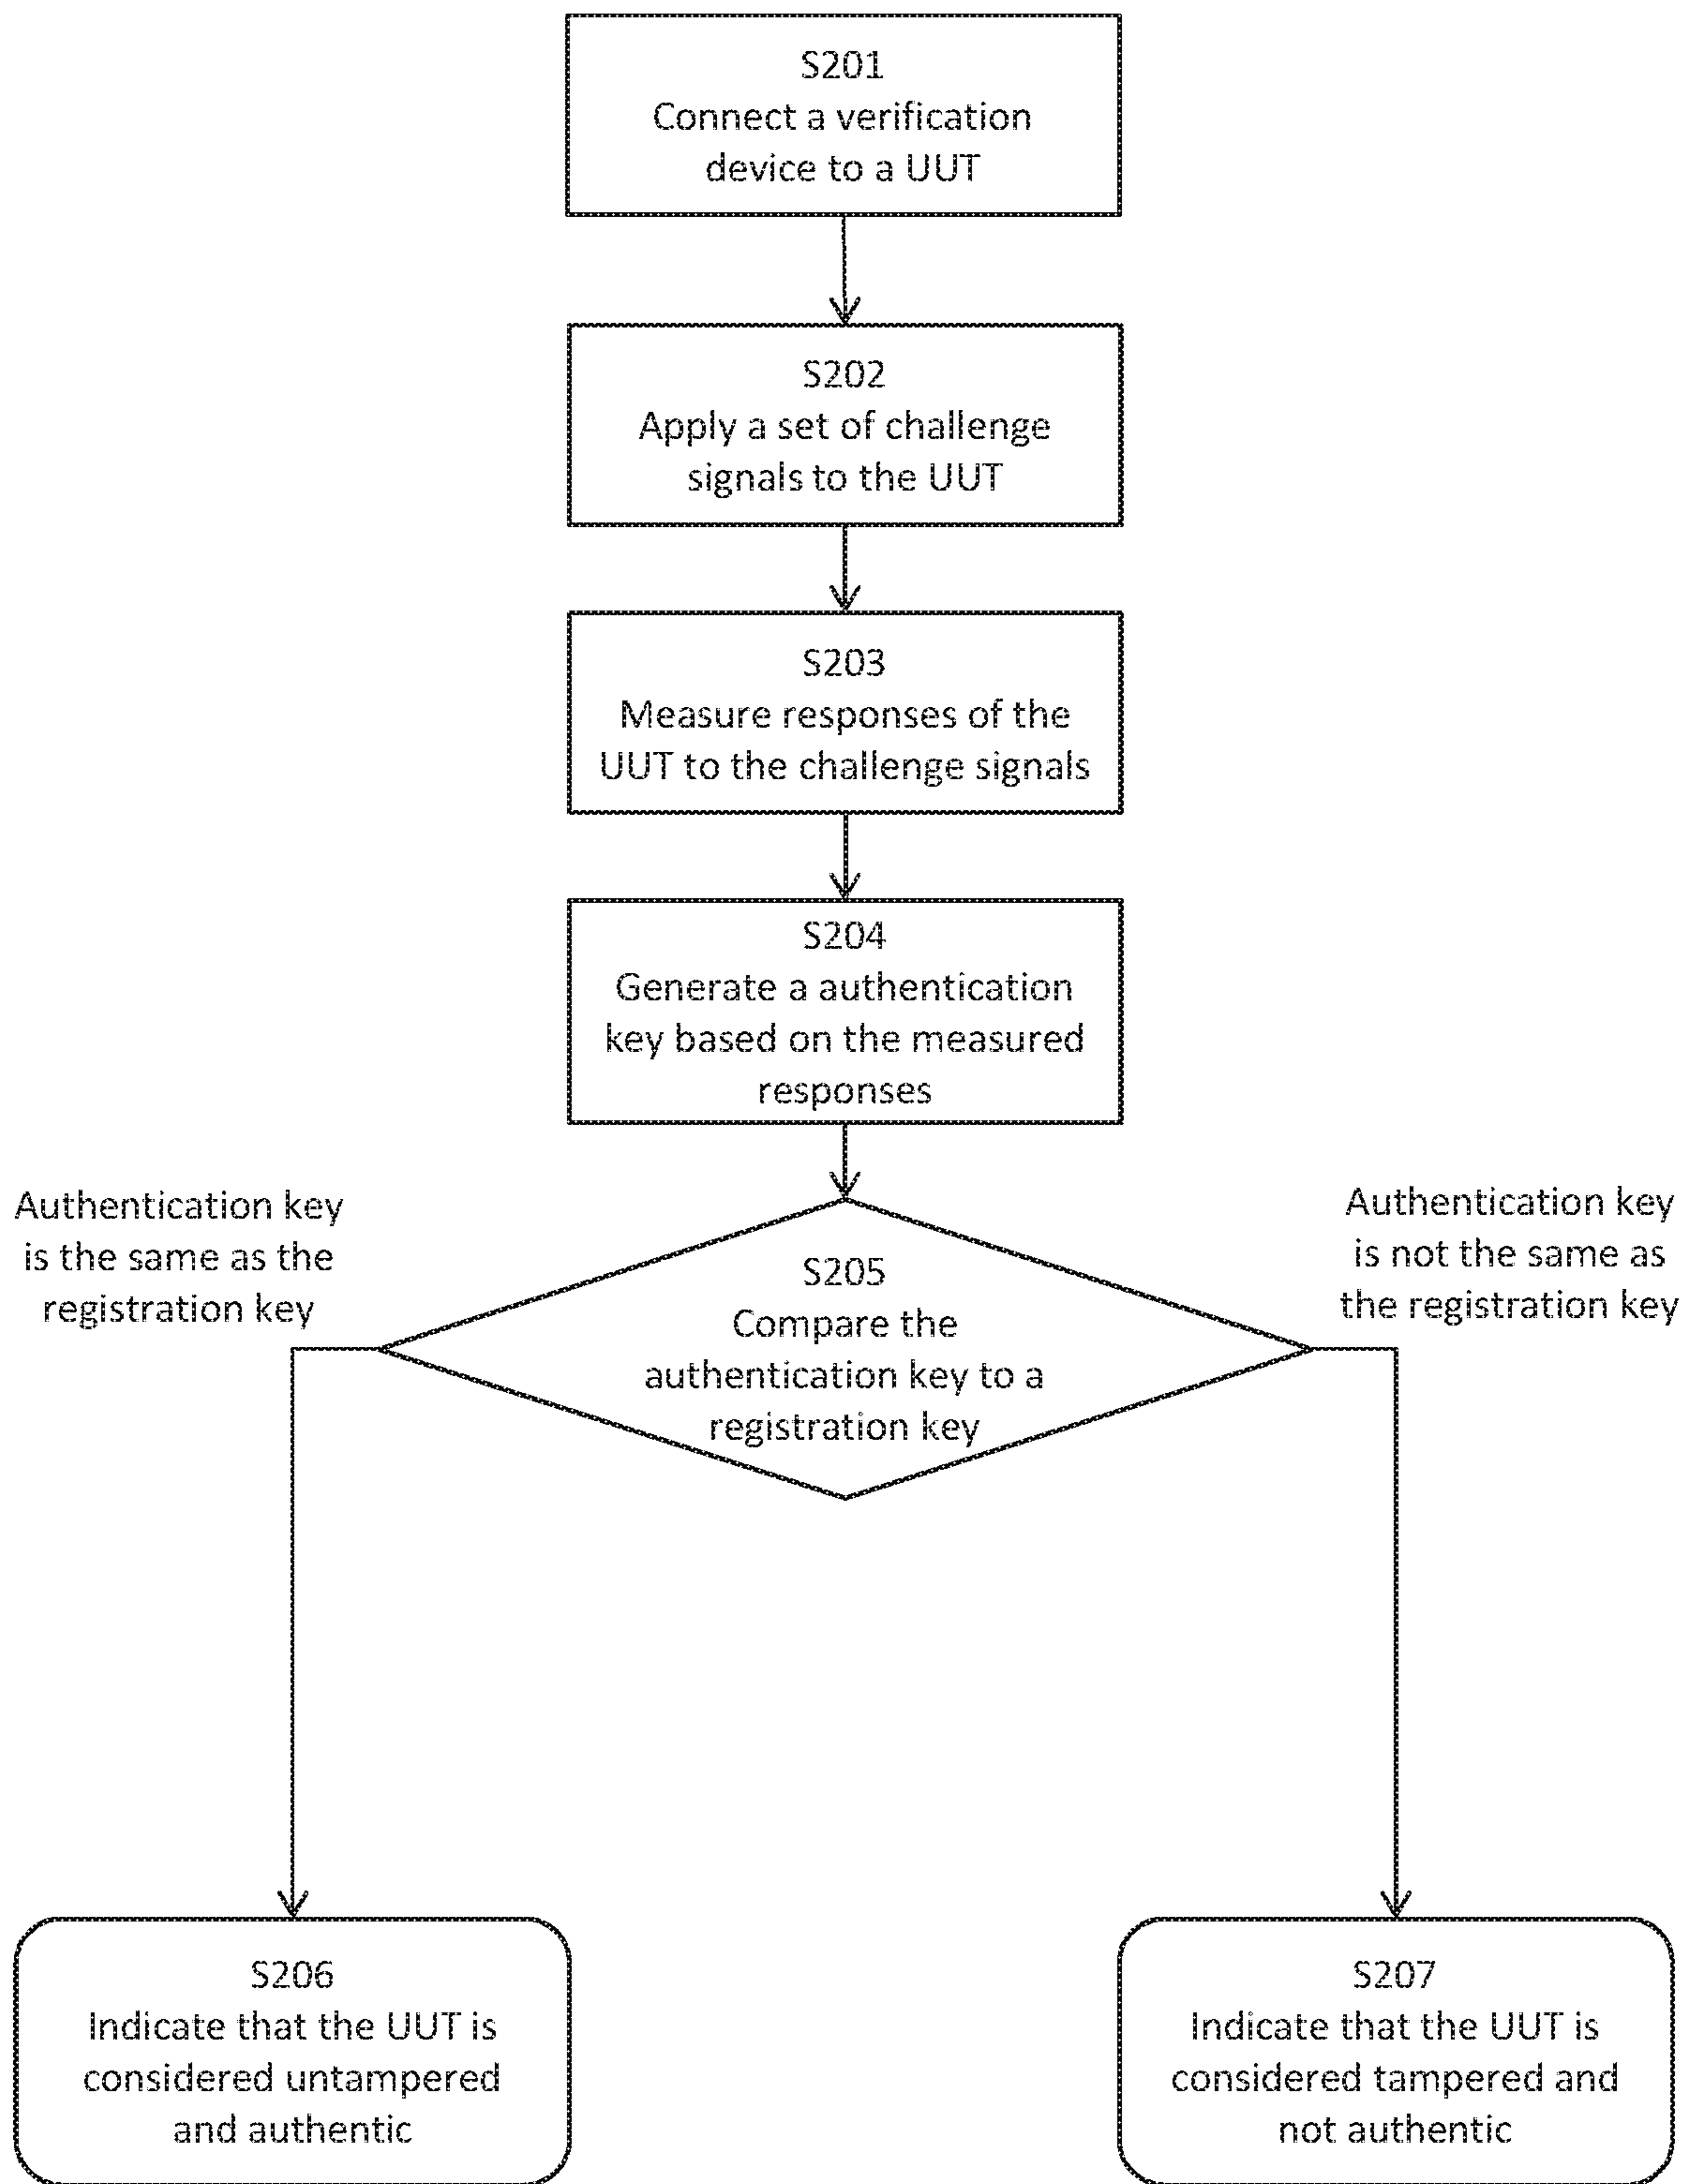 S201
Connect a verification
device to a UUT
S202
Apply a set of challenge
signals to the UUT
S203
Measure responses of the
UUT to the challenge signals
S204
Generate a authentication
key based on the measured
responses
Authentication key
is the same as the
registration key
S205
Compare the
authentication key to a
registration key
Authentication key
is not the same as
the registration key
S206
Indicate that the UUT is
considered untampered
and authentic
S207
Indicate that the UUT is
considered tampered and
not authentic